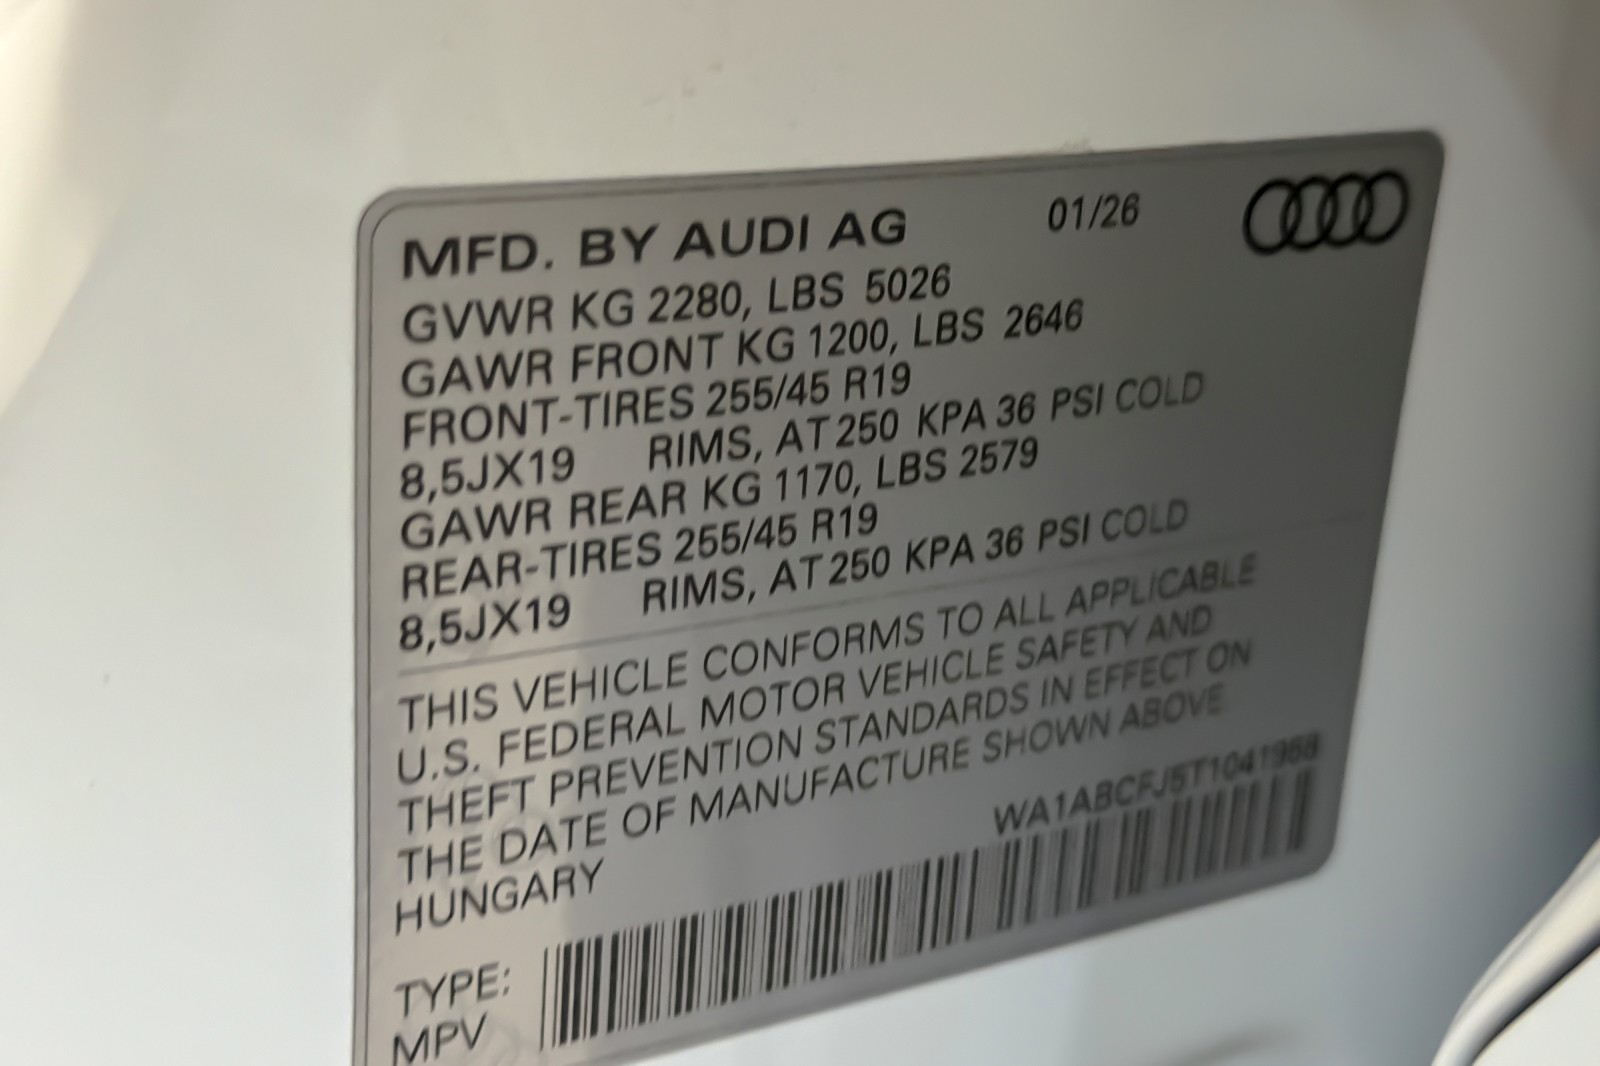 MFD. BY AUDI AG 01/26
GVWR KG 2280, LBS 5026
GAWR FRONT KG 1200, LBS 2646
FRONT-TIRES 255/45 R19
8,5JX19 RIMS, AT 250 KPA 36 PSI COLD
GAWR REAR KG 1170, LBS 2579
REAR-TIRES 255/45 R19
8,5JX19 RIMS, AT 250 KPA 36 PSI COLD
THIS VEHICLE CONFORMS TO ALL APPLICABLE
U.S. FEDERAL MOTOR VEHICLE SAFETY AND
THEFT PREVENTION STANDARDS IN EFFECT ON
THE DATE OF MANUFACTURE SHOWN ABOVE
HUNGARY
TYPE:
MPV